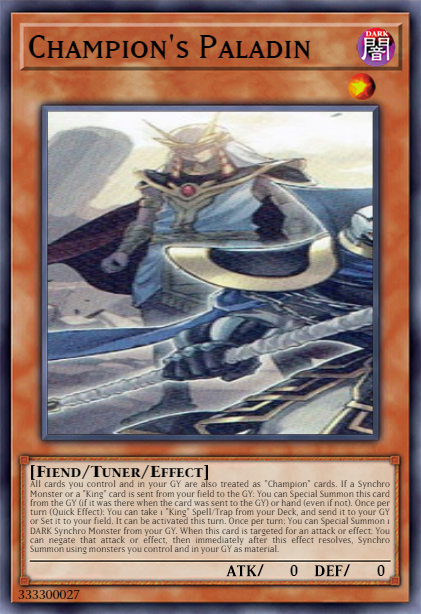 CHAMPION'S PALADIN
DARK
闇
[FIEND/TUNER/EFFECT]
All cards you control and in your GY are also treated as "Champion" cards. If a Synchro
Monster or a "King" card is sent from your field to the GY: You can Special Summon this card
from the GY (if it was there when the card was sent to the GY) or hand (even if not). Once per
turn (Quick Effect): You can take 1 "King" Spell/Trap from your Deck, and send it to your GY
or Set it to your field. It can be activated this turn. Once per turn: You can Special Summon 1
DARK Synchro Monster from your GY. When this card is targeted for an attack or effect: You
can negate that attack or effect, then immediately after this effect resolves, Synchro
Summon using monsters you control and in your GY as material.
ATK/ 0 DEF/ 0
333300027